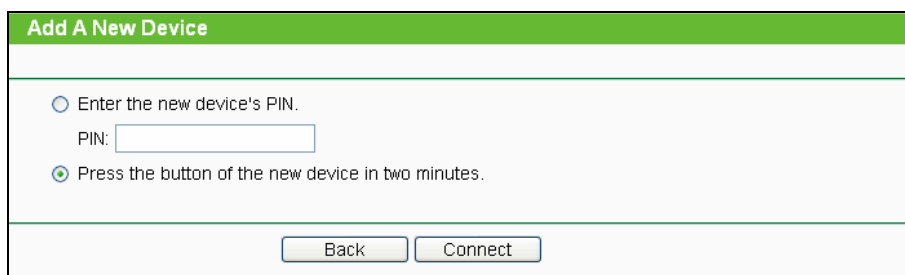 Add A New Device
Enter the new device's PIN.
PIN:
Press the button of the new device in two minutes.
Back Connect